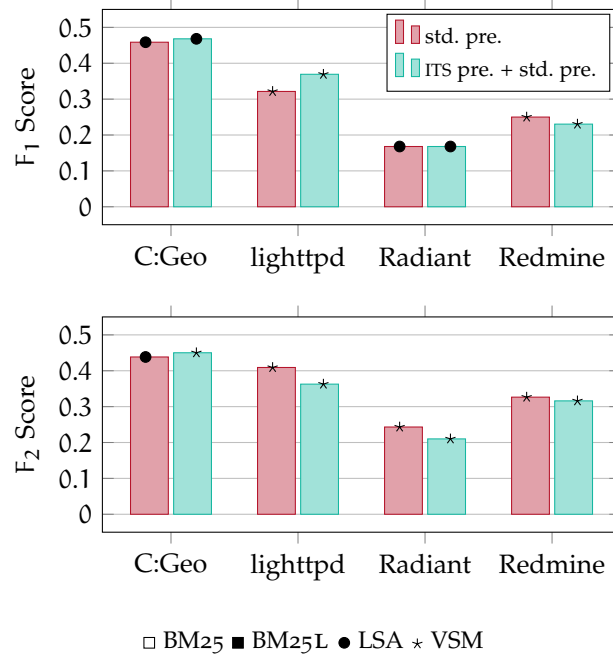 0.5
0.4
0.3
0.2
0.1
0
F1 Score
std. pre.
ITS pre. + std. pre.
C:Geo lighttpd Radiant Redmine
0.5
0.4
0.3
0.2
0.1
0
F2 Score
C:Geo lighttpd Radiant Redmine
BM25 BM25L LSA VSM